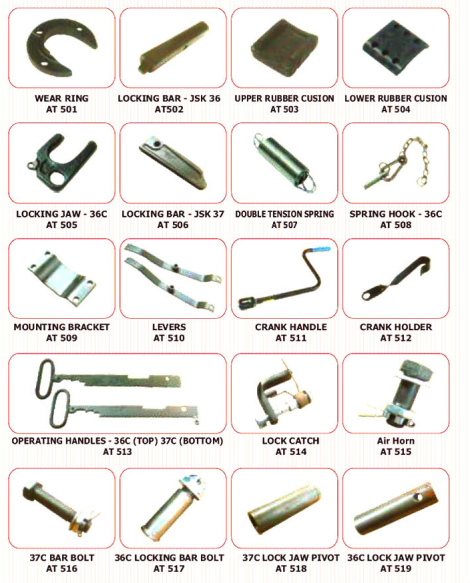 WEAR RING
AT 501
LOCKING BAR - JSK 36
AT502
UPPER RUBBER CUSION
AT 503
LOWER RUBBER CUSION
AT 504
LOCKING JAW - 36C
AT 505
LOCKING BAR - JSK 37
AT 506
DOUBLE TENSION SPRING
AT 507
SPRING HOOK - 36C
AT 508
MOUNTING BRACKET
AT 509
LEVERS
AT 510
CRANK HANDLE
AT 511
CRANK HOLDER
AT 512
OPERATING HANDLES - 36C (TOP) 37C (BOTTOM)
AT 513
LOCK CATCH
AT 514
Air Horn
AT 515
37C BAR BOLT
AT 516
36C LOCKING BAR BOLT
AT 517
37C LOCK JAW PIVOT
AT 518
36C LOCK JAW PIVOT
AT 519